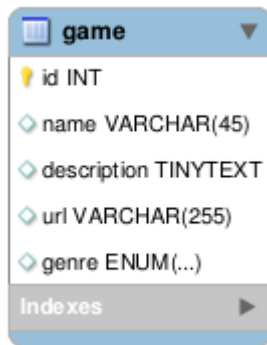 game
id INT
name VARCHAR(45)
description TINYTEXT
url VARCHAR(255)
genre ENUM(...)
Indexes